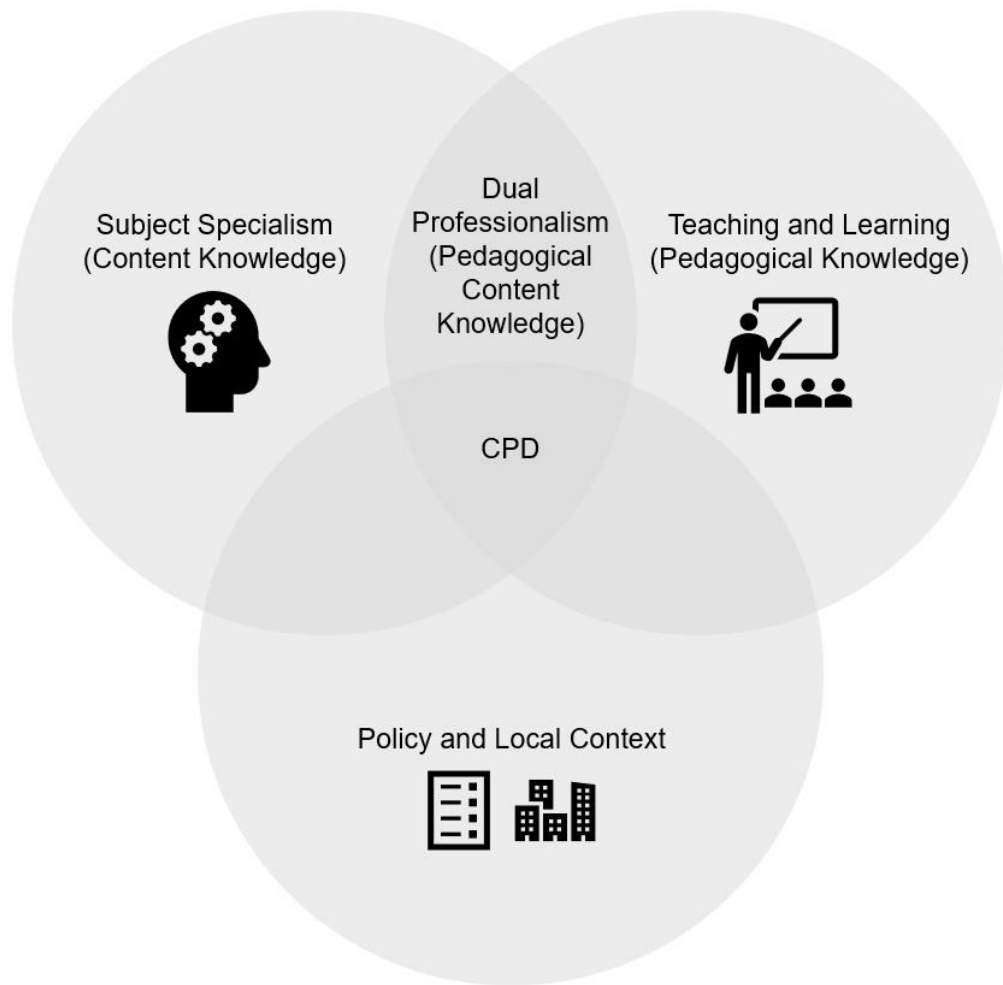 Subject Specialism
(Content Knowledge)
Dual
Professionalism
(Pedagogical
Content
Knowledge)
Teaching and Learning
(Pedagogical Knowledge)
CPD
Policy and Local Context